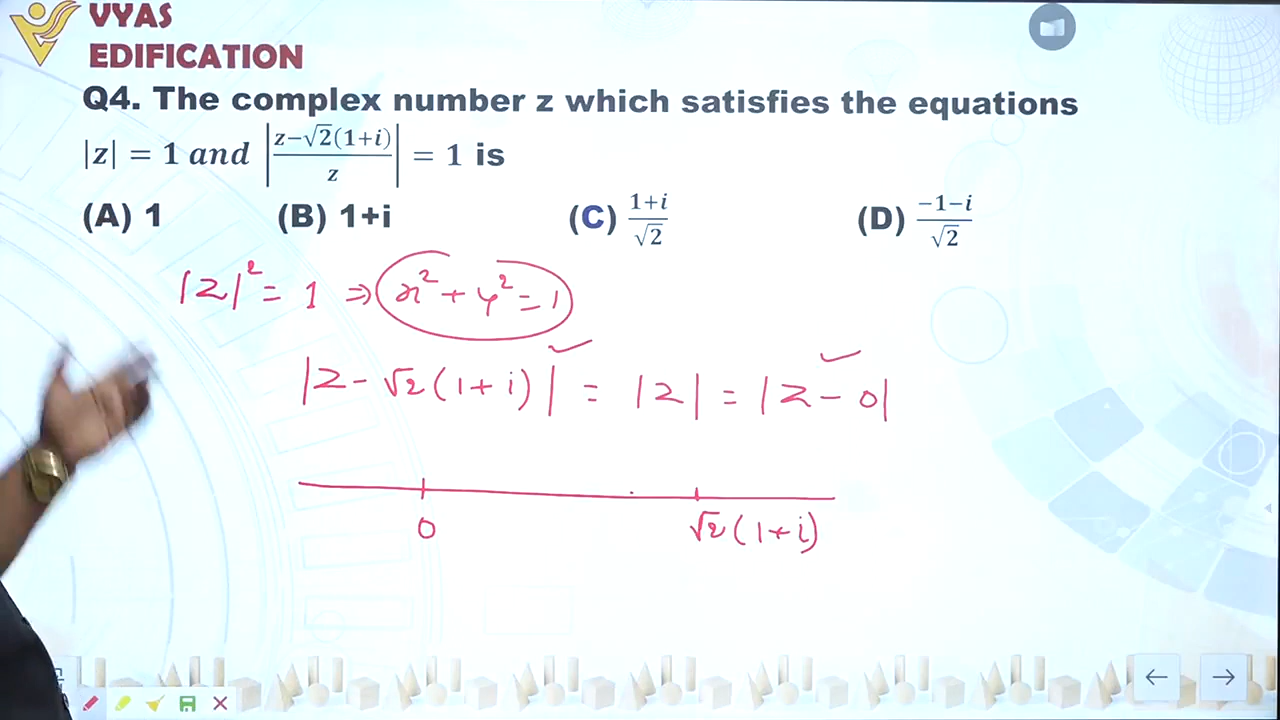 VYAS
EDIFICATION
Q4. The complex number z which satisfies the equations
|z| = 1 and |z−√2(1+i)/z| = 1 is
(A) 1 (B) 1+i (C) 1+i/√2 (D) −1−i/√2
|z|² = 1 ⇒ x² + y² = 1
|z − √2(1+i)| = |z| = |z − 0|
0 √2(1+i)